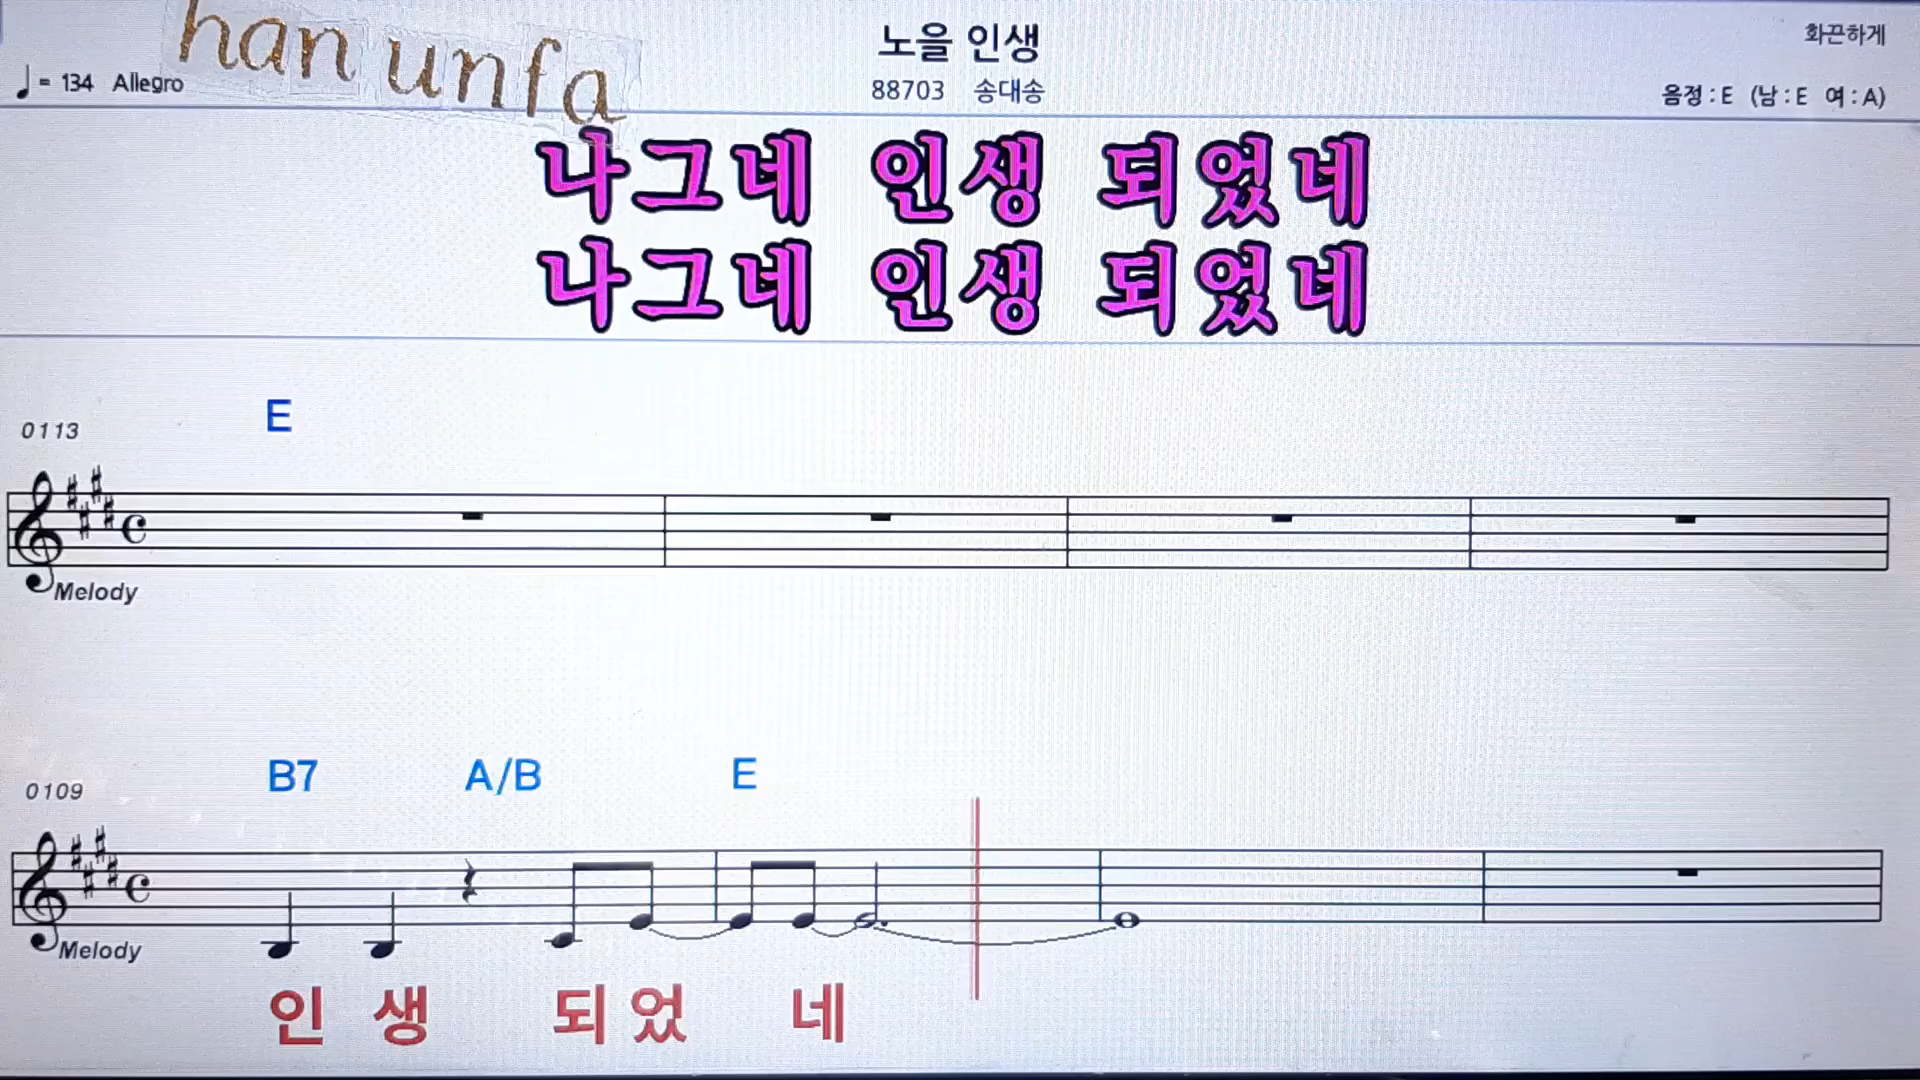 han unfa
노을 인생
화끈하게
♩= 134 Allegro
88703 송대송
음정 : E (남 : E 여 : A)
나그네 인생 되었네
나그네 인생 되었네
0113
E
Melody
0109
B7 A/B E
Melody
인 생 되 었 네